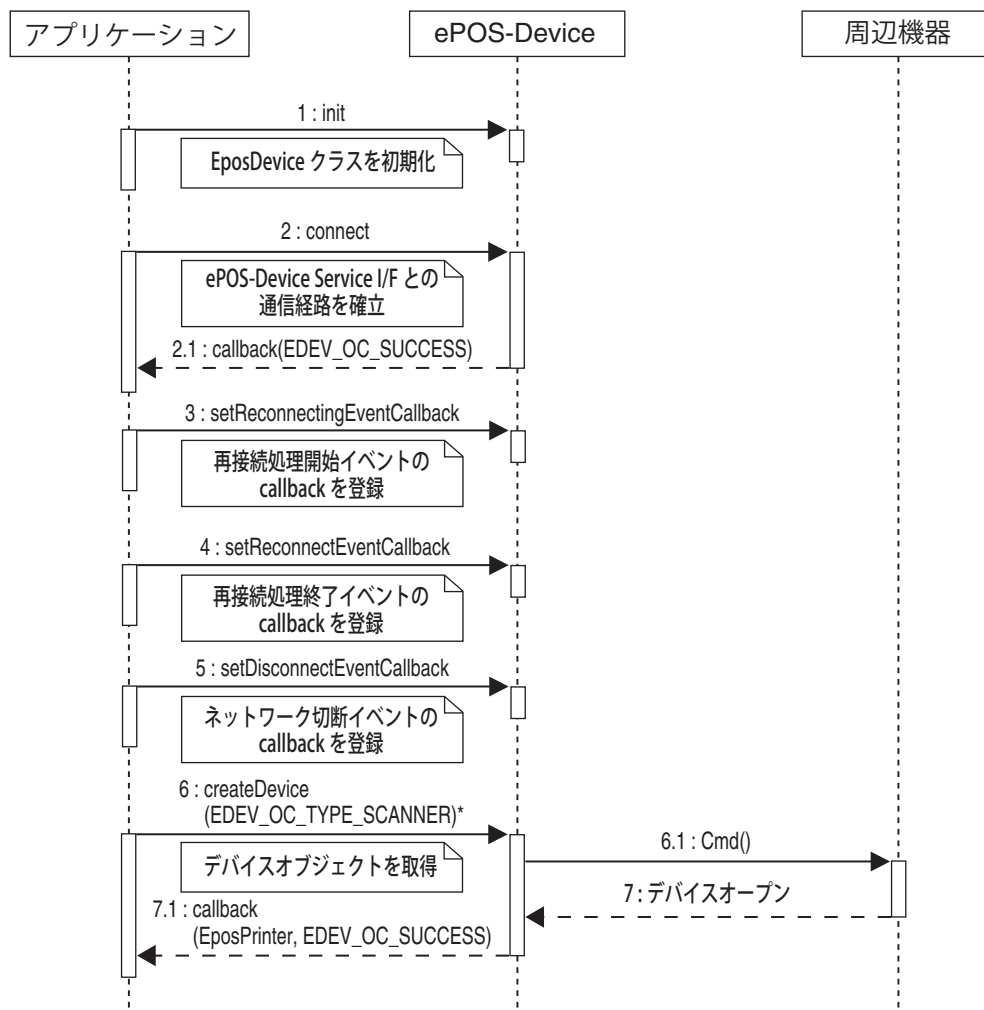 アプリケーション
ePOS-Device
周辺機器
1 : init
EposDevice クラスを初期化
2 : connect
ePOS-Device Service I/F との
通信経路を確立
2.1 : callback(EDEV_OC_SUCCESS)
3 : setReconnectingEventCallback
再接続処理開始イベントの
callback を登録
4 : setReconnectEventCallback
再接続処理終了イベントの
callback を登録
5 : setDisconnectEventCallback
ネットワーク切断イベントの
callback を登録
6 : createDevice
(EDEV_OC_TYPE_SCANNER)*
6.1 : Cmd()
デバイスオブジェクトを取得
7 : デバイスオープン
7.1 : callback
(EposPrinter, EDEV_OC_SUCCESS)